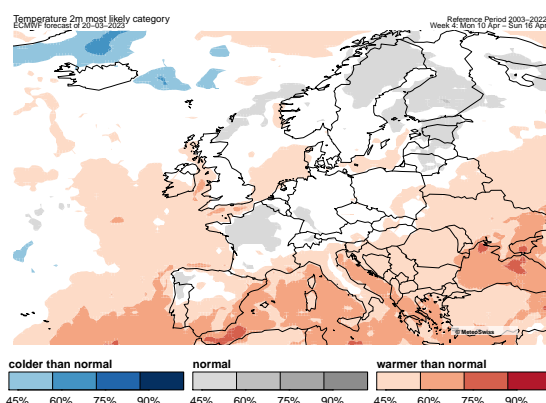 Temperature 2m most likely category
ECMWF forecast of 20–03–2023
Reference Period 2003–2022
Week 4: Mon 10 Apr – Sun 16 Apr
© MeteoSwiss
colder than normal
normal
warmer than normal
45% 60% 75% 90% 45% 60% 75% 90% 45% 60% 75% 90%